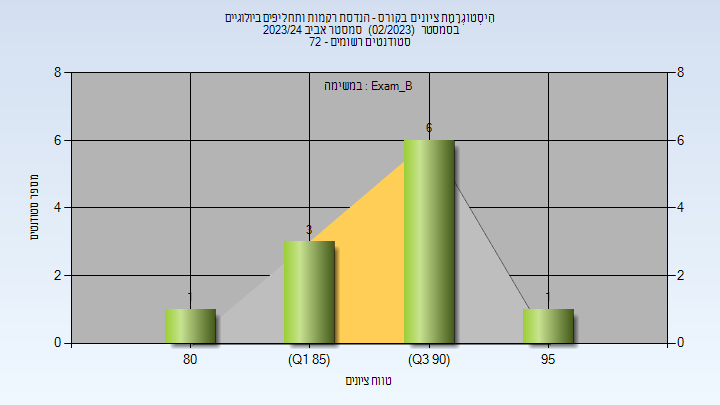 היסטוגרמת ציונים בקורס - הנדסת רקמות ותחליפים ביולוגיים
בסמסטר (02/2023) סמסטר אביב 2023/24
סטודנטים רשומים - 72
במשימה : Exam_B
8 8
6 6
4 4
2 2
0 0
1 3 6 1
מספר סטודנטים
80 (Q1 85) (Q3 90) 95
טווח ציונים